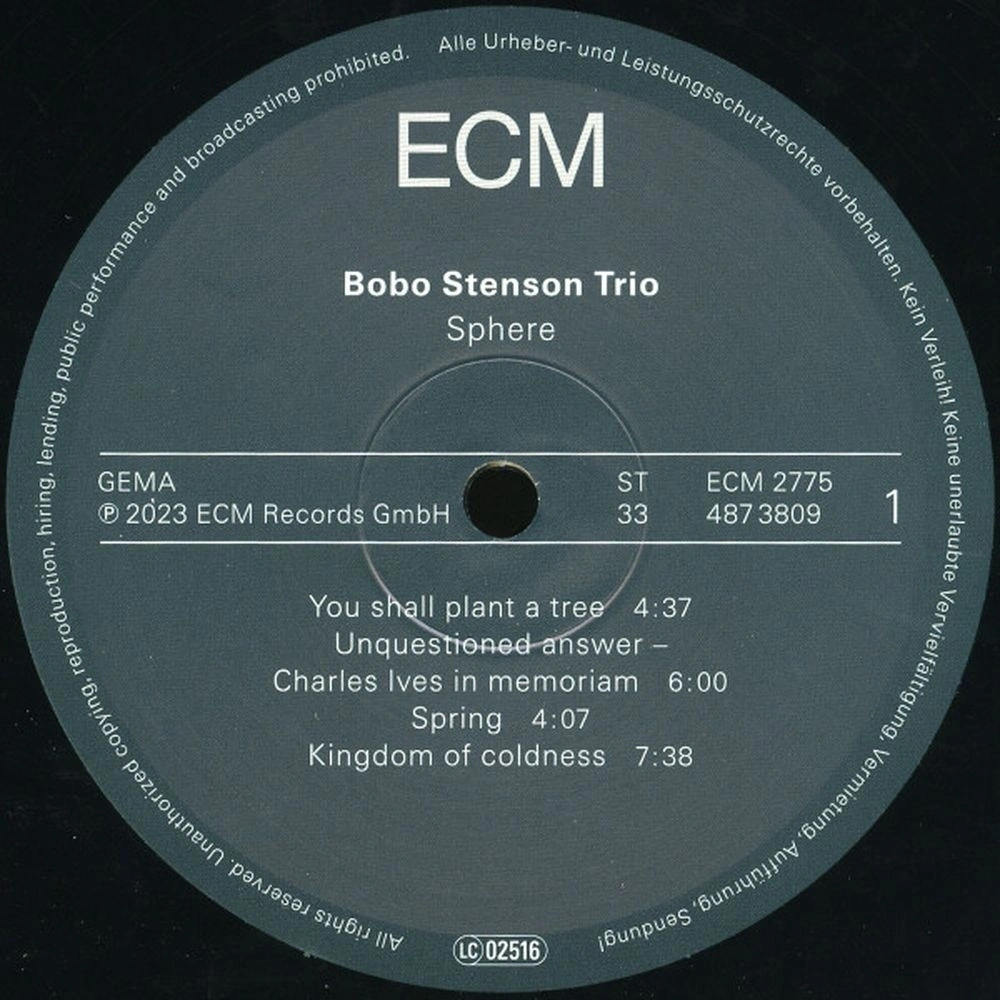 ECM
Bobo Stenson Trio
Sphere
GEMA
℗ 2023 ECM Records GmbH
ST
33
ECM 2775
487 3809
1
You shall plant a tree 4:37
Unquestioned answer –
Charles Ives in memoriam 6:00
Spring 4:07
Kingdom of coldness 7:38
Alle Urheber- und Leistungsschutzrechte vorbehalten. Kein Verleih! Keine unerlaubte Vervielfältigung, Vermietung, Aufführung, Sendung!
LC 02516
All rights reserved. Unauthorized copying, reproduction, hiring, lending, public performance and broadcasting prohibited.